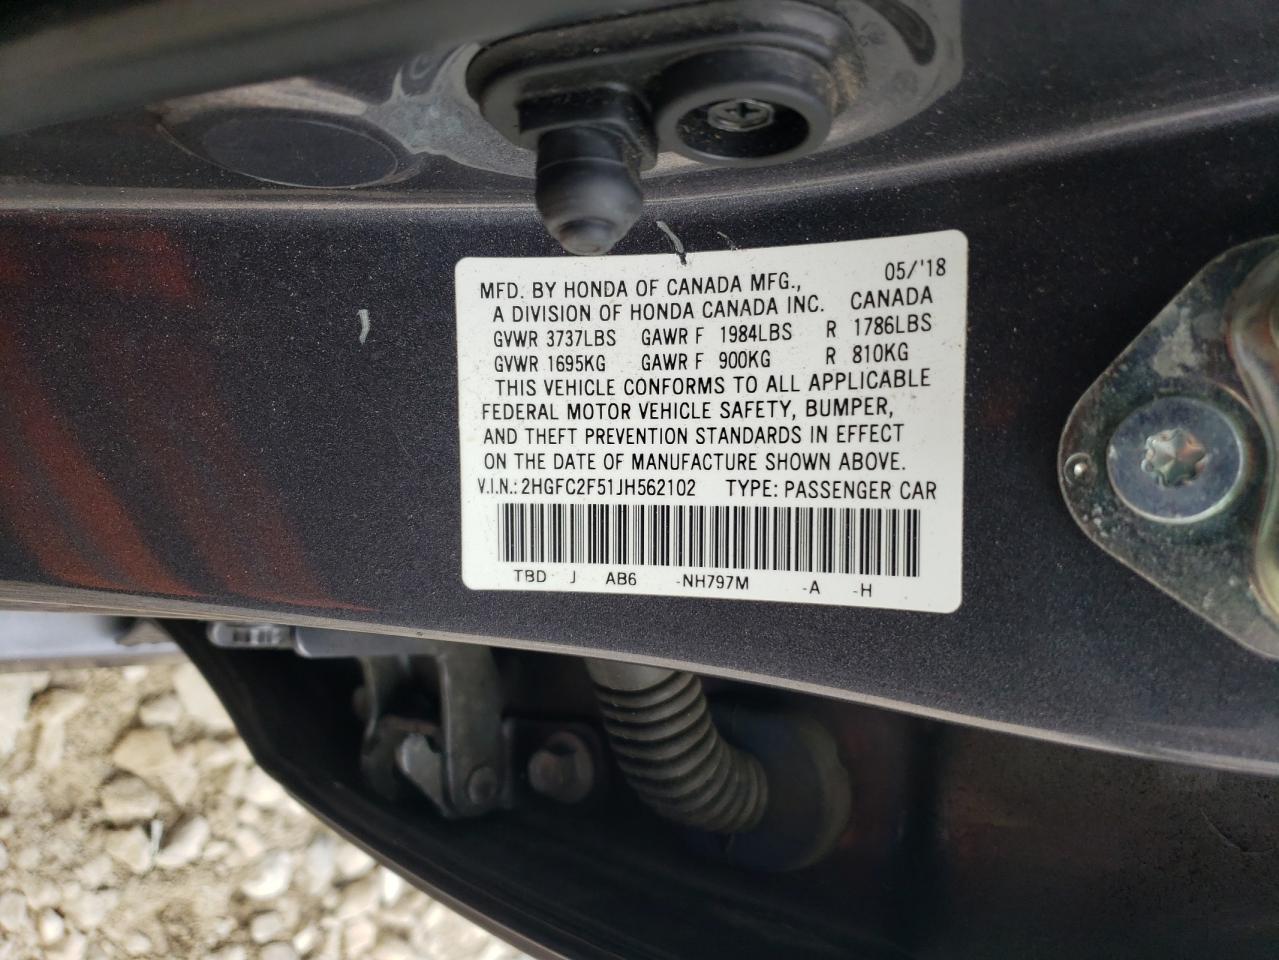 MFD. BY HONDA OF CANADA MFG., 05/'18
A DIVISION OF HONDA CANADA INC. CANADA
GVWR 3737LBS GAWR F 1984LBS R 1786LBS
GVWR 1695KG GAWR F 900KG R 810KG
THIS VEHICLE CONFORMS TO ALL APPLICABLE
FEDERAL MOTOR VEHICLE SAFETY, BUMPER,
AND THEFT PREVENTION STANDARDS IN EFFECT
ON THE DATE OF MANUFACTURE SHOWN ABOVE.
V.I.N.: 2HGFC2F51JH562102 TYPE: PASSENGER CAR
TBD J AB6 -NH797M -A -H